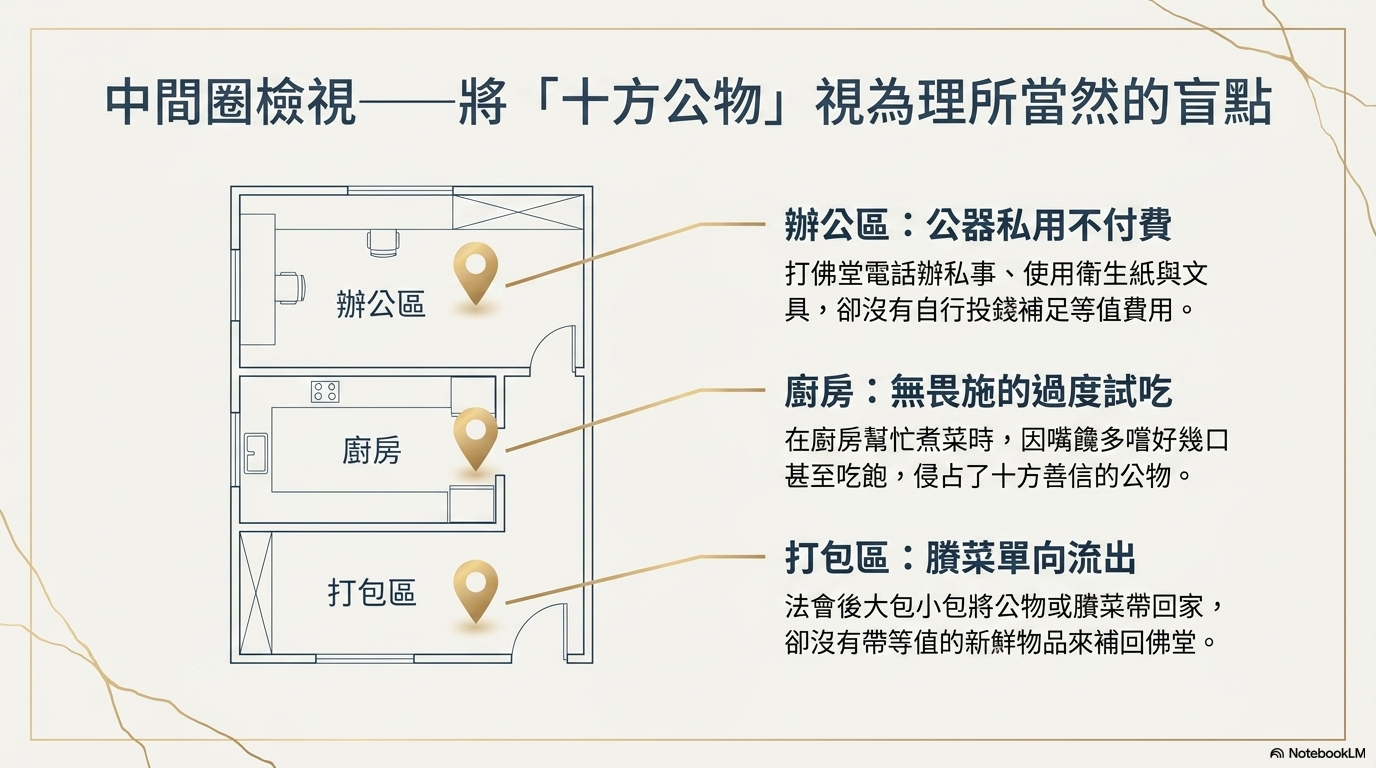 中間圈檢視——將「十方公物」視為理所當然的盲點
辦公區
廚房
打包區
辦公區：公器私用不付費
打佛堂電話辦私事、使用衛生紙與文
具，卻沒有自行投錢補足等值費用。
廚房：無畏施的過度試吃
在廚房幫忙煮菜時，因嘴饞多嚐好幾口
甚至吃飽，侵占了十方善信的公物。
打包區：賸菜單向流出
法會後大包小包將公物或賸菜帶回家，
卻沒有帶等值的新鮮物品來補回佛堂。
NotebookLM